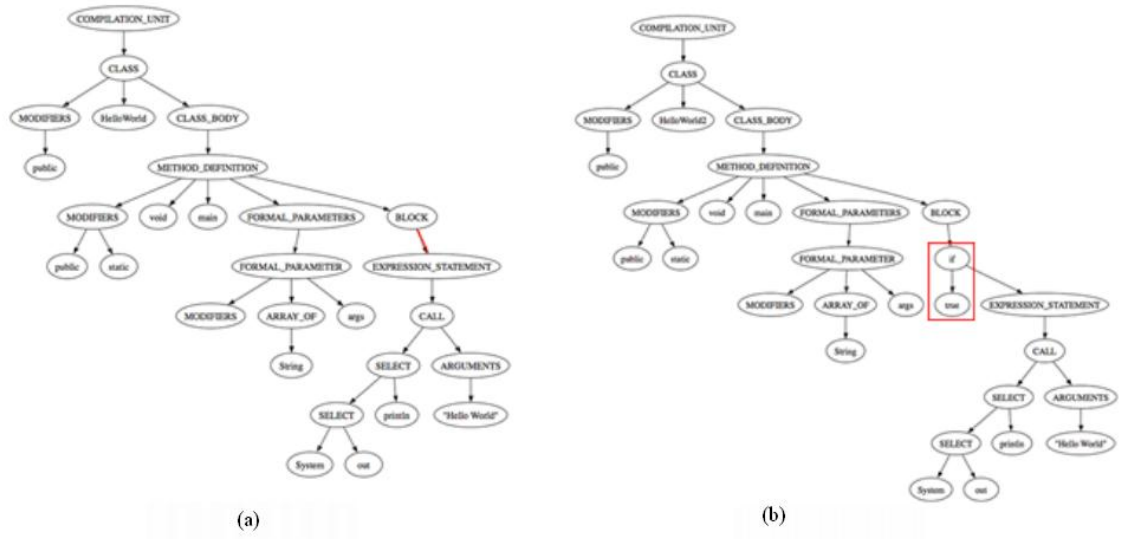 COMPILATION_UNIT
CLASS
MODIFIERS HelloWorld CLASS_BODY
public METHOD_DEFINITION
MODIFIERS void main FORMAL_PARAMETERS BLOCK
public static FORMAL_PARAMETER EXPRESSION_STATEMENT
MODIFIERS ARRAY_OF args CALL
String SELECT ARGUMENTS
SELECT println "Hello World"
System out
(a)
COMPILATION_UNIT
CLASS
MODIFIERS HelloWorld2 CLASS_BODY
public METHOD_DEFINITION
MODIFIERS void main FORMAL_PARAMETERS BLOCK
public static FORMAL_PARAMETER if
MODIFIERS ARRAY_OF args true EXPRESSION_STATEMENT
String CALL
SELECT ARGUMENTS
SELECT println "Hello World"
System out
(b)